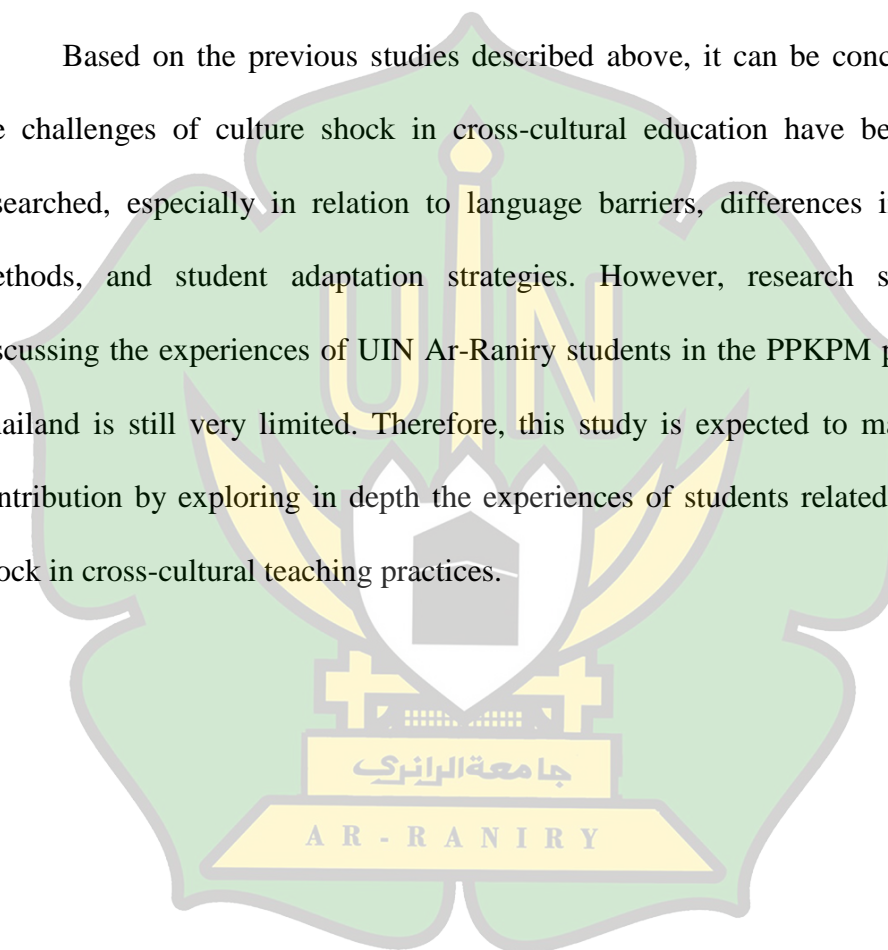 Based on the previous studies described above, it can be conc
e challenges of culture shock in cross-cultural education have be
searched, especially in relation to language barriers, differences i
ethods, and student adaptation strategies. However, research s
scussing the experiences of UIN Ar-Raniry students in the PPKPM p
ailand is still very limited. Therefore, this study is expected to ma
ntribution by exploring in depth the experiences of students related
ock in cross-cultural teaching practices.
UIN
جامعةالرانري
AR-RANIRY